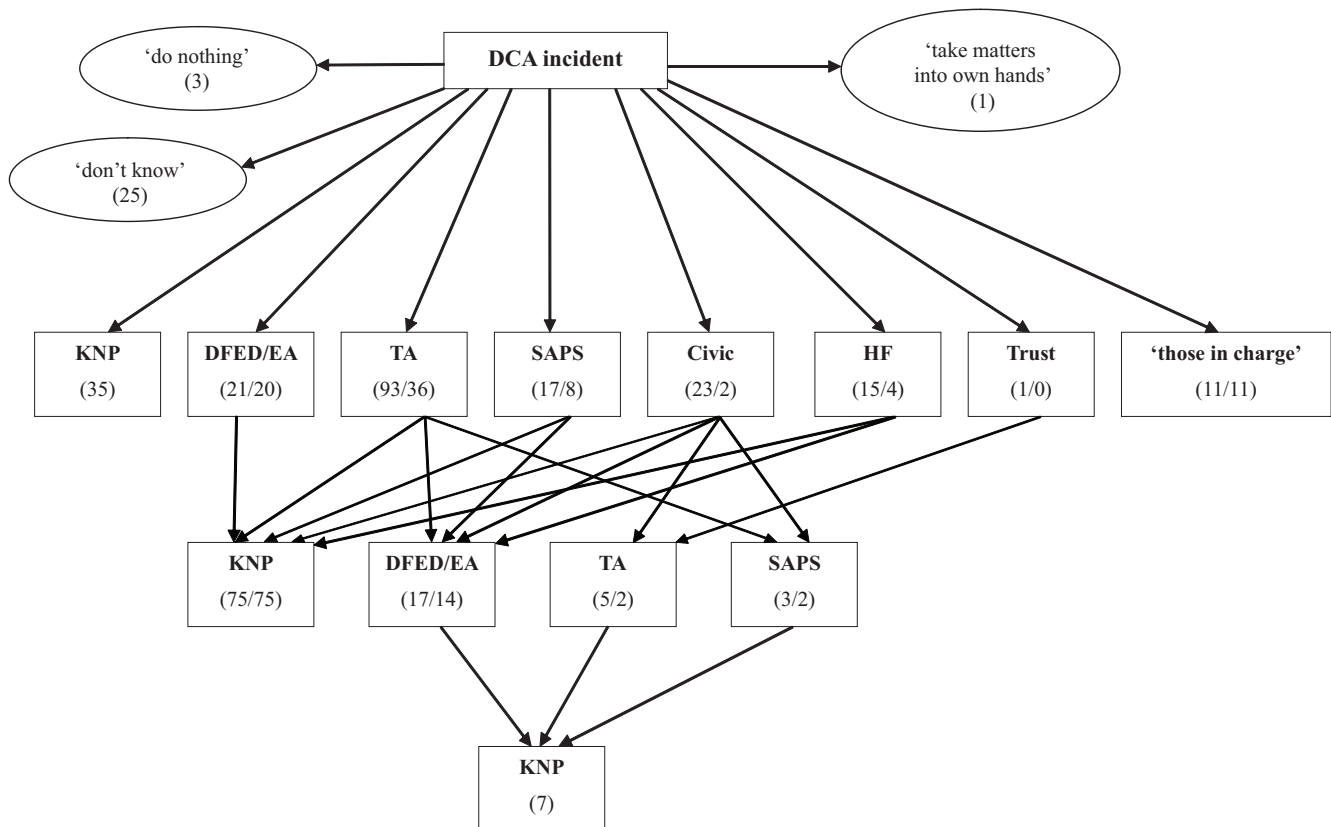 ‘do nothing’
(3)
DCA incident
‘take matters
into own hands’
(1)
‘don’t know’
(25)
KNP
(35)
DFED/EA
(21/20)
TA
(93/36)
SAPS
(17/8)
Civic
(23/2)
HF
(15/4)
Trust
(1/0)
‘those in charge’
(11/11)
KNP
(75/75)
DFED/EA
(17/14)
TA
(5/2)
SAPS
(3/2)
KNP
(7)